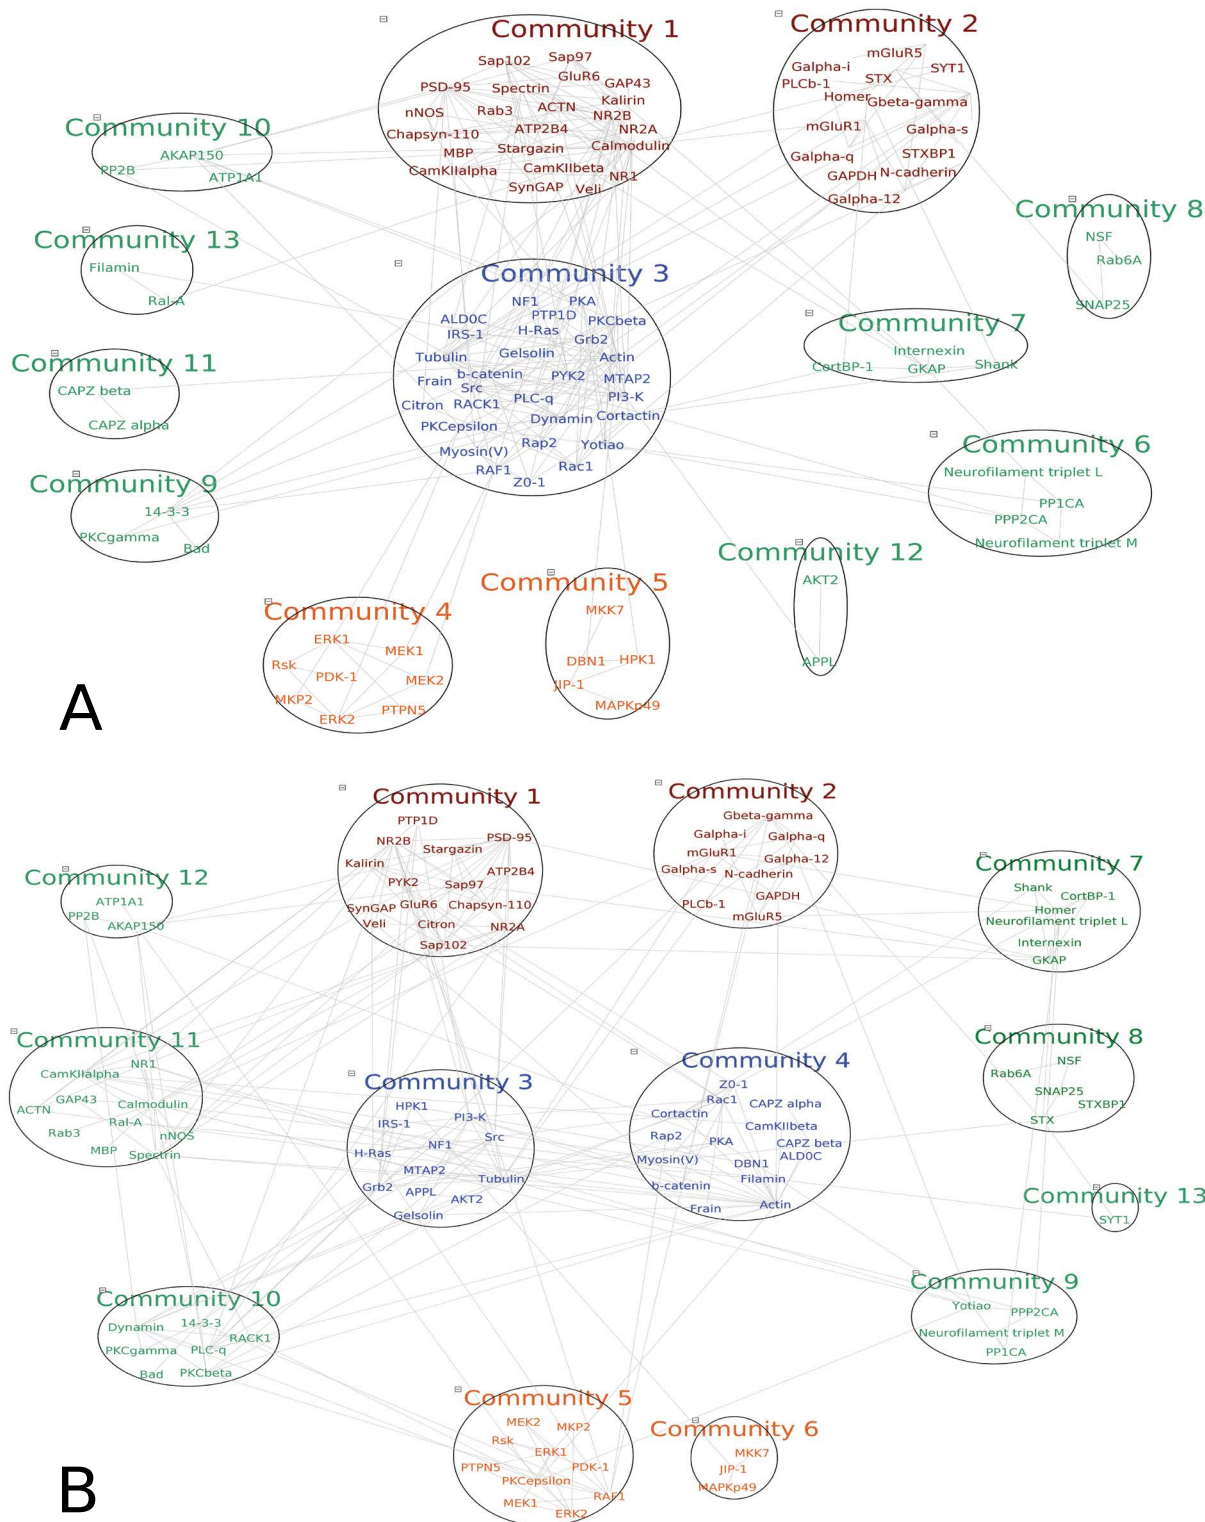 Community 1
Sap102
Sap97
GluR6
PSD-95
Spectrin
GAP43
Kalirin
nNOS
Rab3
ACTN
NR2B
Chapsyn-110
ATP2B4
NR2A
MBP
Stargazin
Calmodulin
CamKIIalpha
CamKIIbeta
NR1
SynGAP
Veli
Community 2
mGluR5
Galpha-i
SYT1
PLCb-1
STX
Homer
Gbeta-gamma
mGluR1
Galpha-s
Galpha-q
STXBP1
GAPDH
N-cadherin
Galpha-12
Community 10
AKAP150
PP2B
ATP1A1
Community 8
NSF
Rab6A
SNAP25
Community 13
Filamin
Ral-A
Community 3
NF1
PKA
ALD0C
PTP1D
PKCbeta
IRS-1
H-Ras
Grb2
Tubulin
Gelsolin
Actin
Frain
b-catenin
PYK2
MTAP2
Src
Citron
RACK1
PLC-q
PI3-K
PKCepsilon
Dynamin
Cortactin
Myosin(V)
Rap2
Yotiao
RAF1
Rac1
Z0-1
Community 7
Internexin
CortBP-1
GKAP
Shank
Community 11
CAPZ beta
CAPZ alpha
Community 6
Neurofilament triplet L
PP1CA
PPP2CA
Neurofilament triplet M
Community 9
14-3-3
PKCgamma
Bad
Community 12
AKT2
APPL
Community 5
MKK7
DBN1
HPK1
JIP-1
MAPKp49
Community 4
ERK1
MEK1
Rsk
PDK-1
MEK2
MKP2
ERK2
PTPN5
A
Community 1
PTP1D
NR2B
Stargazin
PSD-95
Kalirin
PYK2
Sap97
ATP2B4
SynGAP
GluR6
Chapsyn-110
Veli
Citron
NR2A
Sap102
Community 2
Gbeta-gamma
Galpha-i
Galpha-q
mGluR1
Galpha-12
Galpha-s
N-cadherin
PLCb-1
GAPDH
mGluR5
Community 12
ATP1A1
PP2B
AKAP150
Community 7
Shank
CortBP-1
Homer
Neurofilament triplet L
Internexin
GKAP
Community 11
NR1
CamKIIalpha
GAP43
ACTN
Calmodulin
Ral-A
Rab3
nNOS
MBP
Spectrin
Community 3
HPK1
IRS-1
PI3-K
Src
H-Ras
NF1
MTAP2
Grb2
APPL
Tubulin
AKT2
Gelsolin
Community 4
Z0-1
Rac1
CAPZ alpha
Cortactin
CamKIIbeta
Rap2
PKA
CAPZ beta
ALD0C
Myosin(V)
DBN1
Filamin
b-catenin
Frain
Actin
Community 8
NSF
Rab6A
SNAP25
STXBP1
STX
Community 13
SYT1
Community 10
Dynamin
14-3-3
RACK1
PKCgamma
PLC-q
Bad
PKCbeta
Community 9
Yotiao
PPP2CA
Neurofilament triplet M
PP1CA
Community 5
MEK2
MKP2
Rsk
ERK1
PTPN5
PDK-1
PKCepsilon
MEK1
RAF1
ERK2
Community 6
MKK7
JIP-1
MAPKp49
B